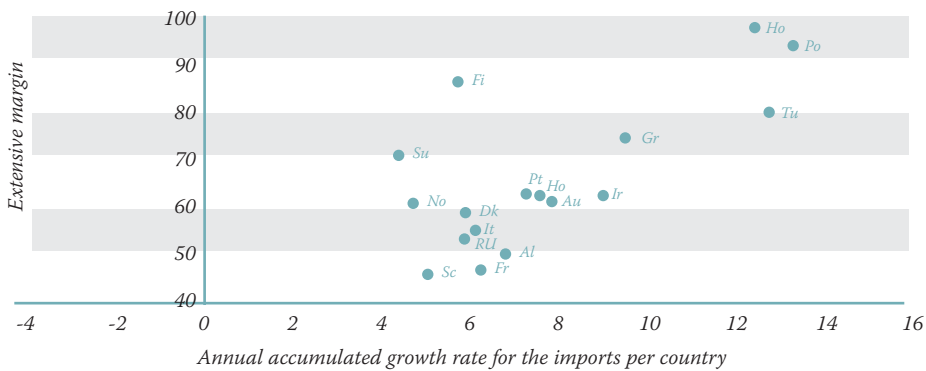 100
Ho
Po
90
Fi
80
Tu
Gr
70
Su
Pt
Ho
No
Au
Ir
60
Dk
It
RU
50
Al
Sc
Fr
40
Extensive margin
-4 -2 0 2 4 6 8 10 12 14 16
Annual accumulated growth rate for the imports per country